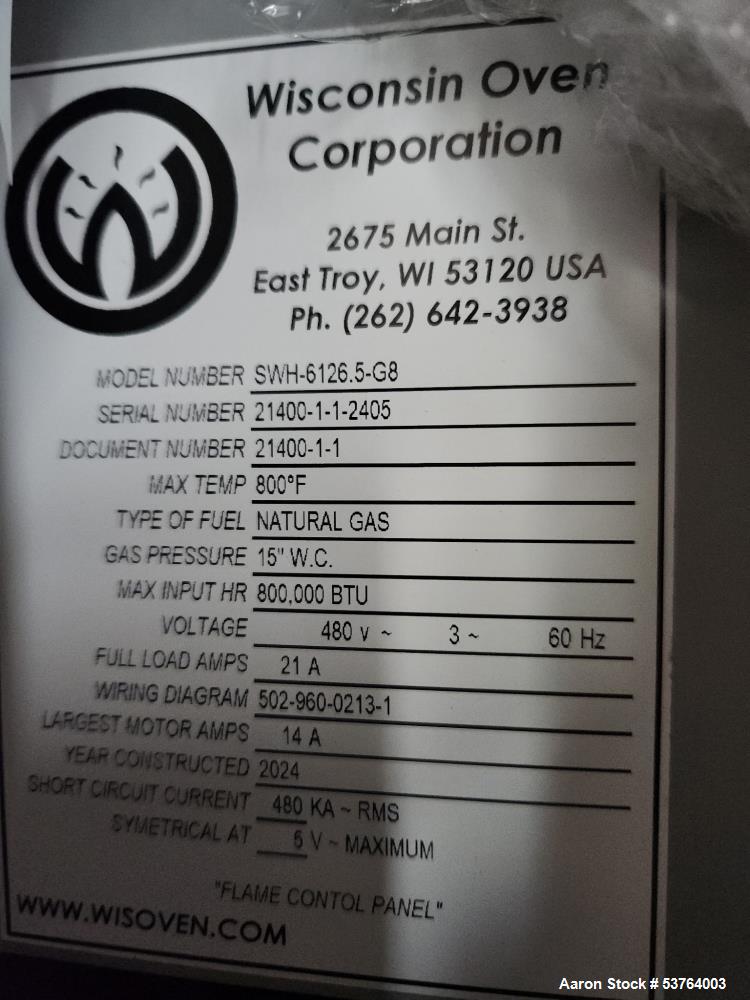 Wisconsin Oven
Corporation
2675 Main St.
East Troy, WI 53120 USA
Ph. (262) 642-3938
MODEL NUMBER SWH-6126.5-G8
SERIAL NUMBER 21400-1-1-2405
DOCUMENT NUMBER 21400-1-1
MAX TEMP 800°F
TYPE OF FUEL NATURAL GAS
GAS PRESSURE 15" W.C.
MAX INPUT HR 800,000 BTU
VOLTAGE 480 v ~ 3 ~ 60 Hz
FULL LOAD AMPS 21 A
WIRING DIAGRAM 502-960-0213-1
LARGEST MOTOR AMPS 14 A
YEAR CONSTRUCTED 2024
SHORT CIRCUIT CURRENT 480 KA ~ RMS
SYMETRICAL AT 5 V ~ MAXIMUM
"FLAME CONTOL PANEL"
WWW.WISOVEN.COM
Aaron Stock # 53764003